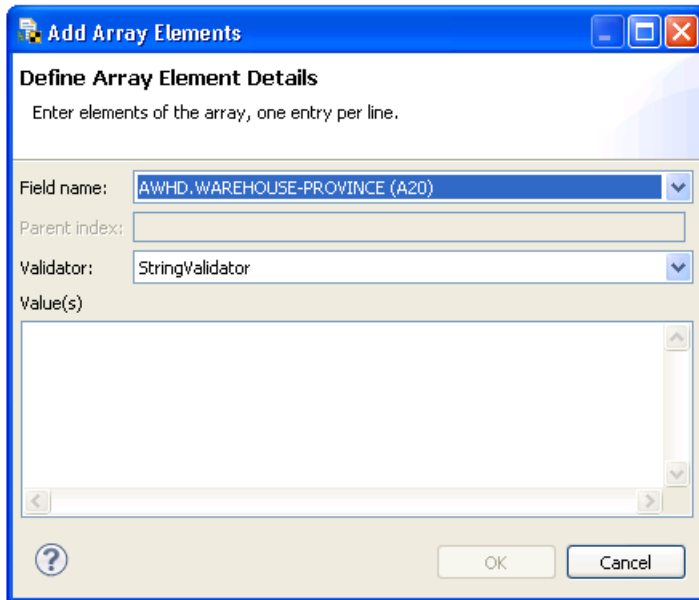 Add Array Elements
Define Array Element Details
Enter elements of the array, one entry per line.
Field name: AWHD.WAREHOUSE-PROVINCE (A20)
Parent index:
Validator: StringValidator
Value(s)
?
OK Cancel